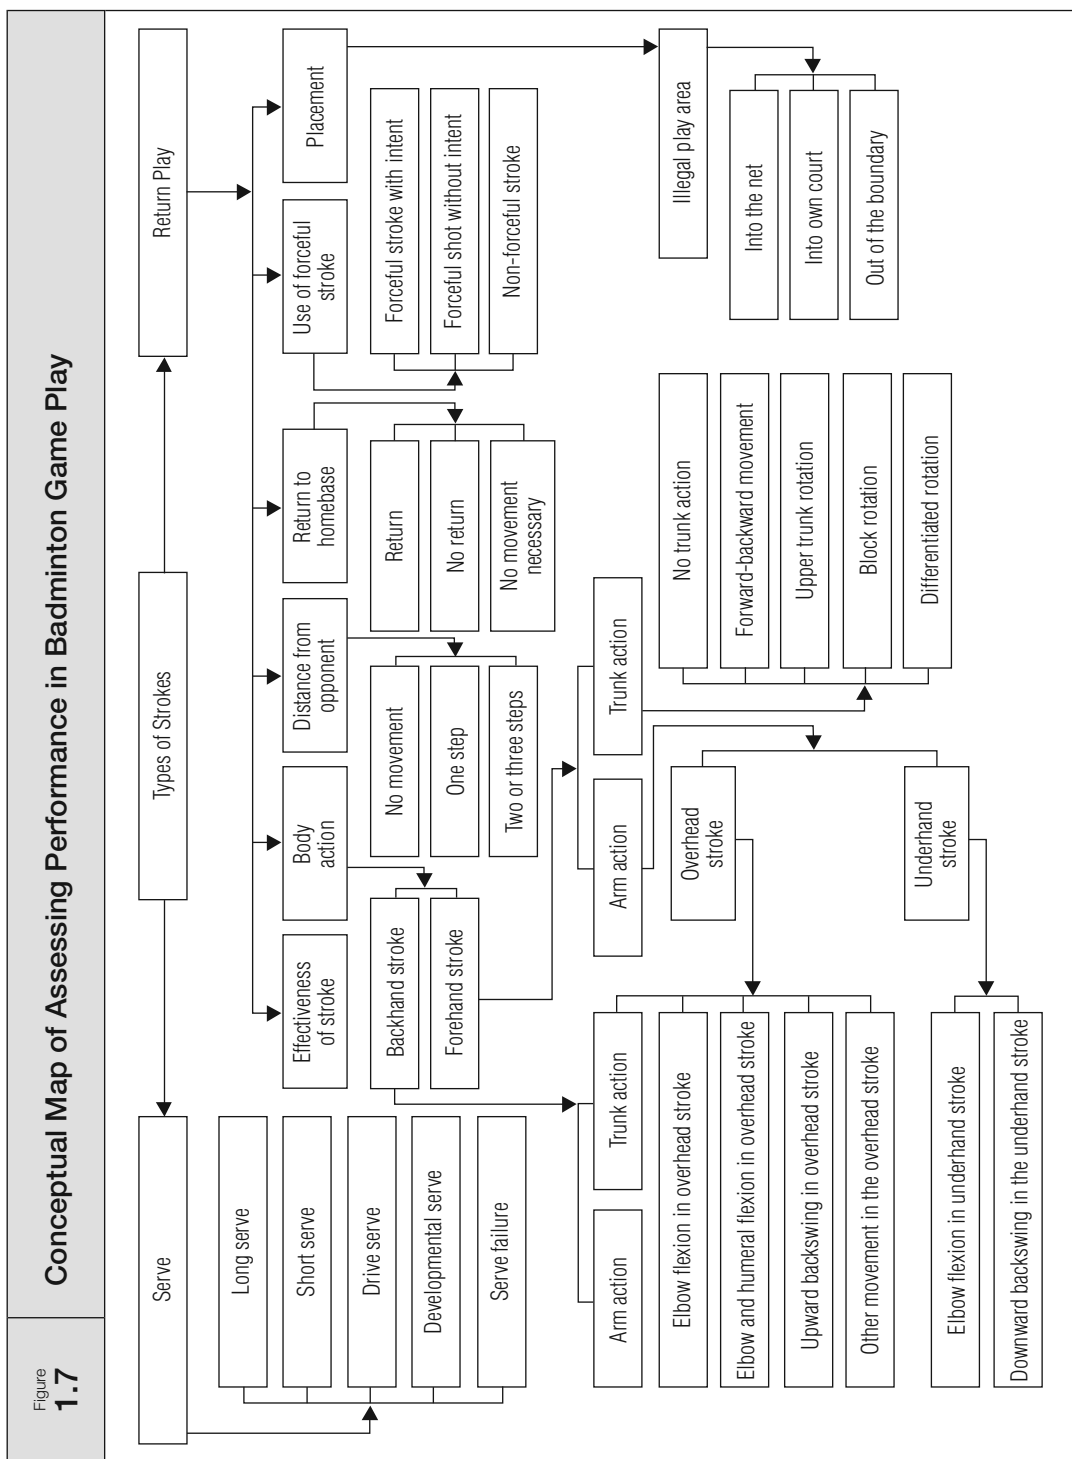 Figure
1.7
Conceptual Map of Assessing Performance in Badminton Game Play
Types of Strokes
Serve
Return Play
Long serve
Short serve
Drive serve
Developmental serve
Serve failure
Effectiveness
of stroke
Body
action
Distance from
opponent
Return to
homebase
Use of forceful
stroke
Placement
Backhand stroke
Forehand stroke
No movement
One step
Two or three steps
Return
No return
No movement
necessary
Forceful stroke with intent
Forceful shot without intent
Non-forceful stroke
Arm action
Trunk action
Arm action
Trunk action
Illegal play area
Elbow flexion in overhead stroke
Elbow and humeral flexion in overhead stroke
Upward backswing in overhead stroke
Other movement in the overhead stroke
Overhead
stroke
Underhand
stroke
No trunk action
Forward-backward movement
Upper trunk rotation
Block rotation
Differentiated rotation
Into the net
Into own court
Out of the boundary
Elbow flexion in underhand stroke
Downward backswing in the underhand stroke